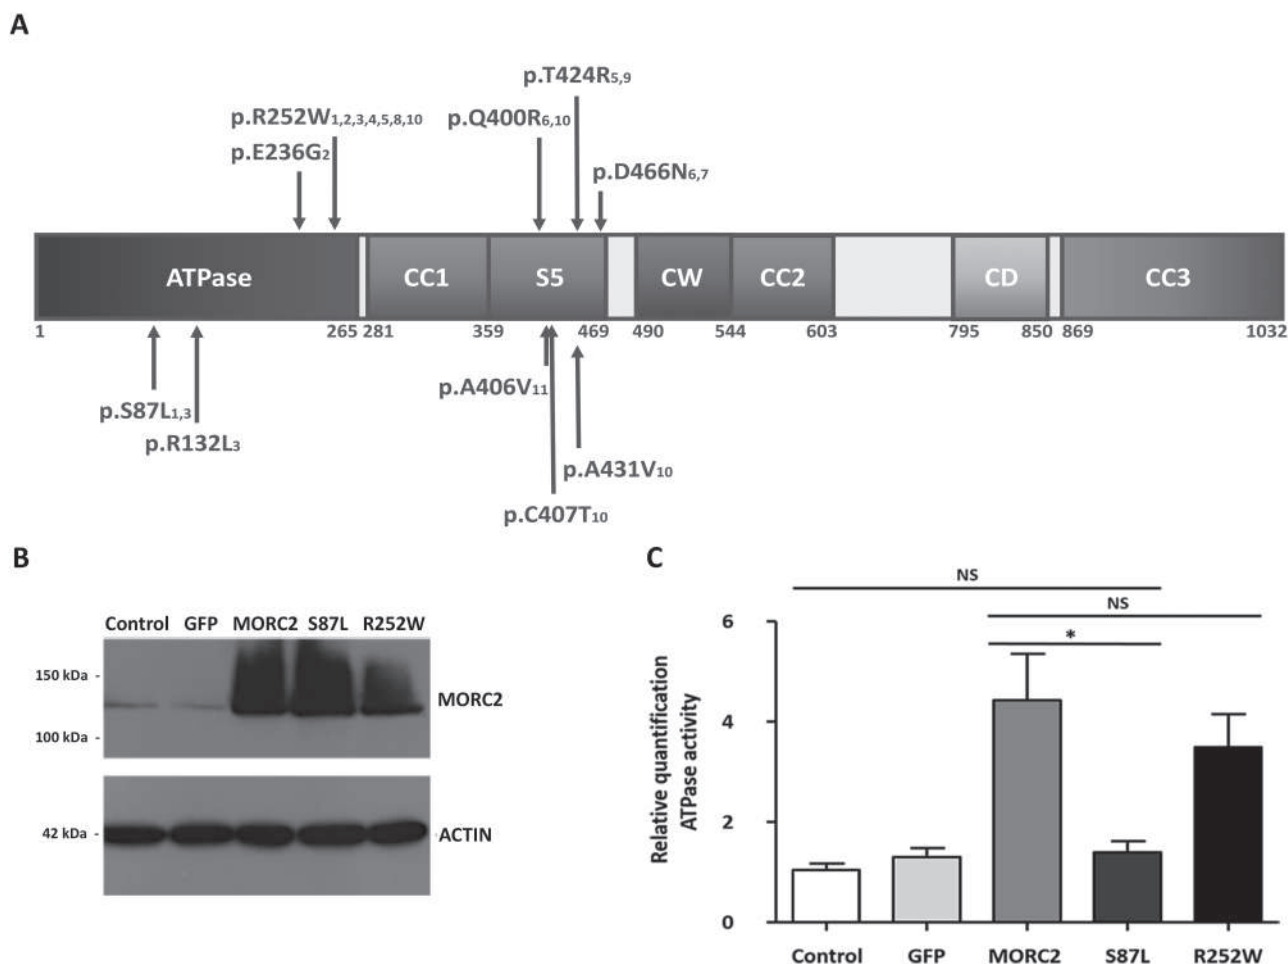 A
p.T424R5,9
p.R252W1,2,3,4,5,8,10
p.Q400R6,10
p.E236G2
p.D466N6,7
ATPase CC1 S5 CW CC2 CD CC3
1 265 281 359 469 490 544 603 795 850 869 1032
p.A406V11
p.S87L1,3
p.R132L3
p.A431V10
p.C407T10
B
Control GFP MORC2 S87L R252W
150 kDa -
MORC2
100 kDa -
42 kDa -
ACTIN
C
NS
NS
*
Relative quantification
ATPase activity
6
4
2
0
Control GFP MORC2 S87L R252W